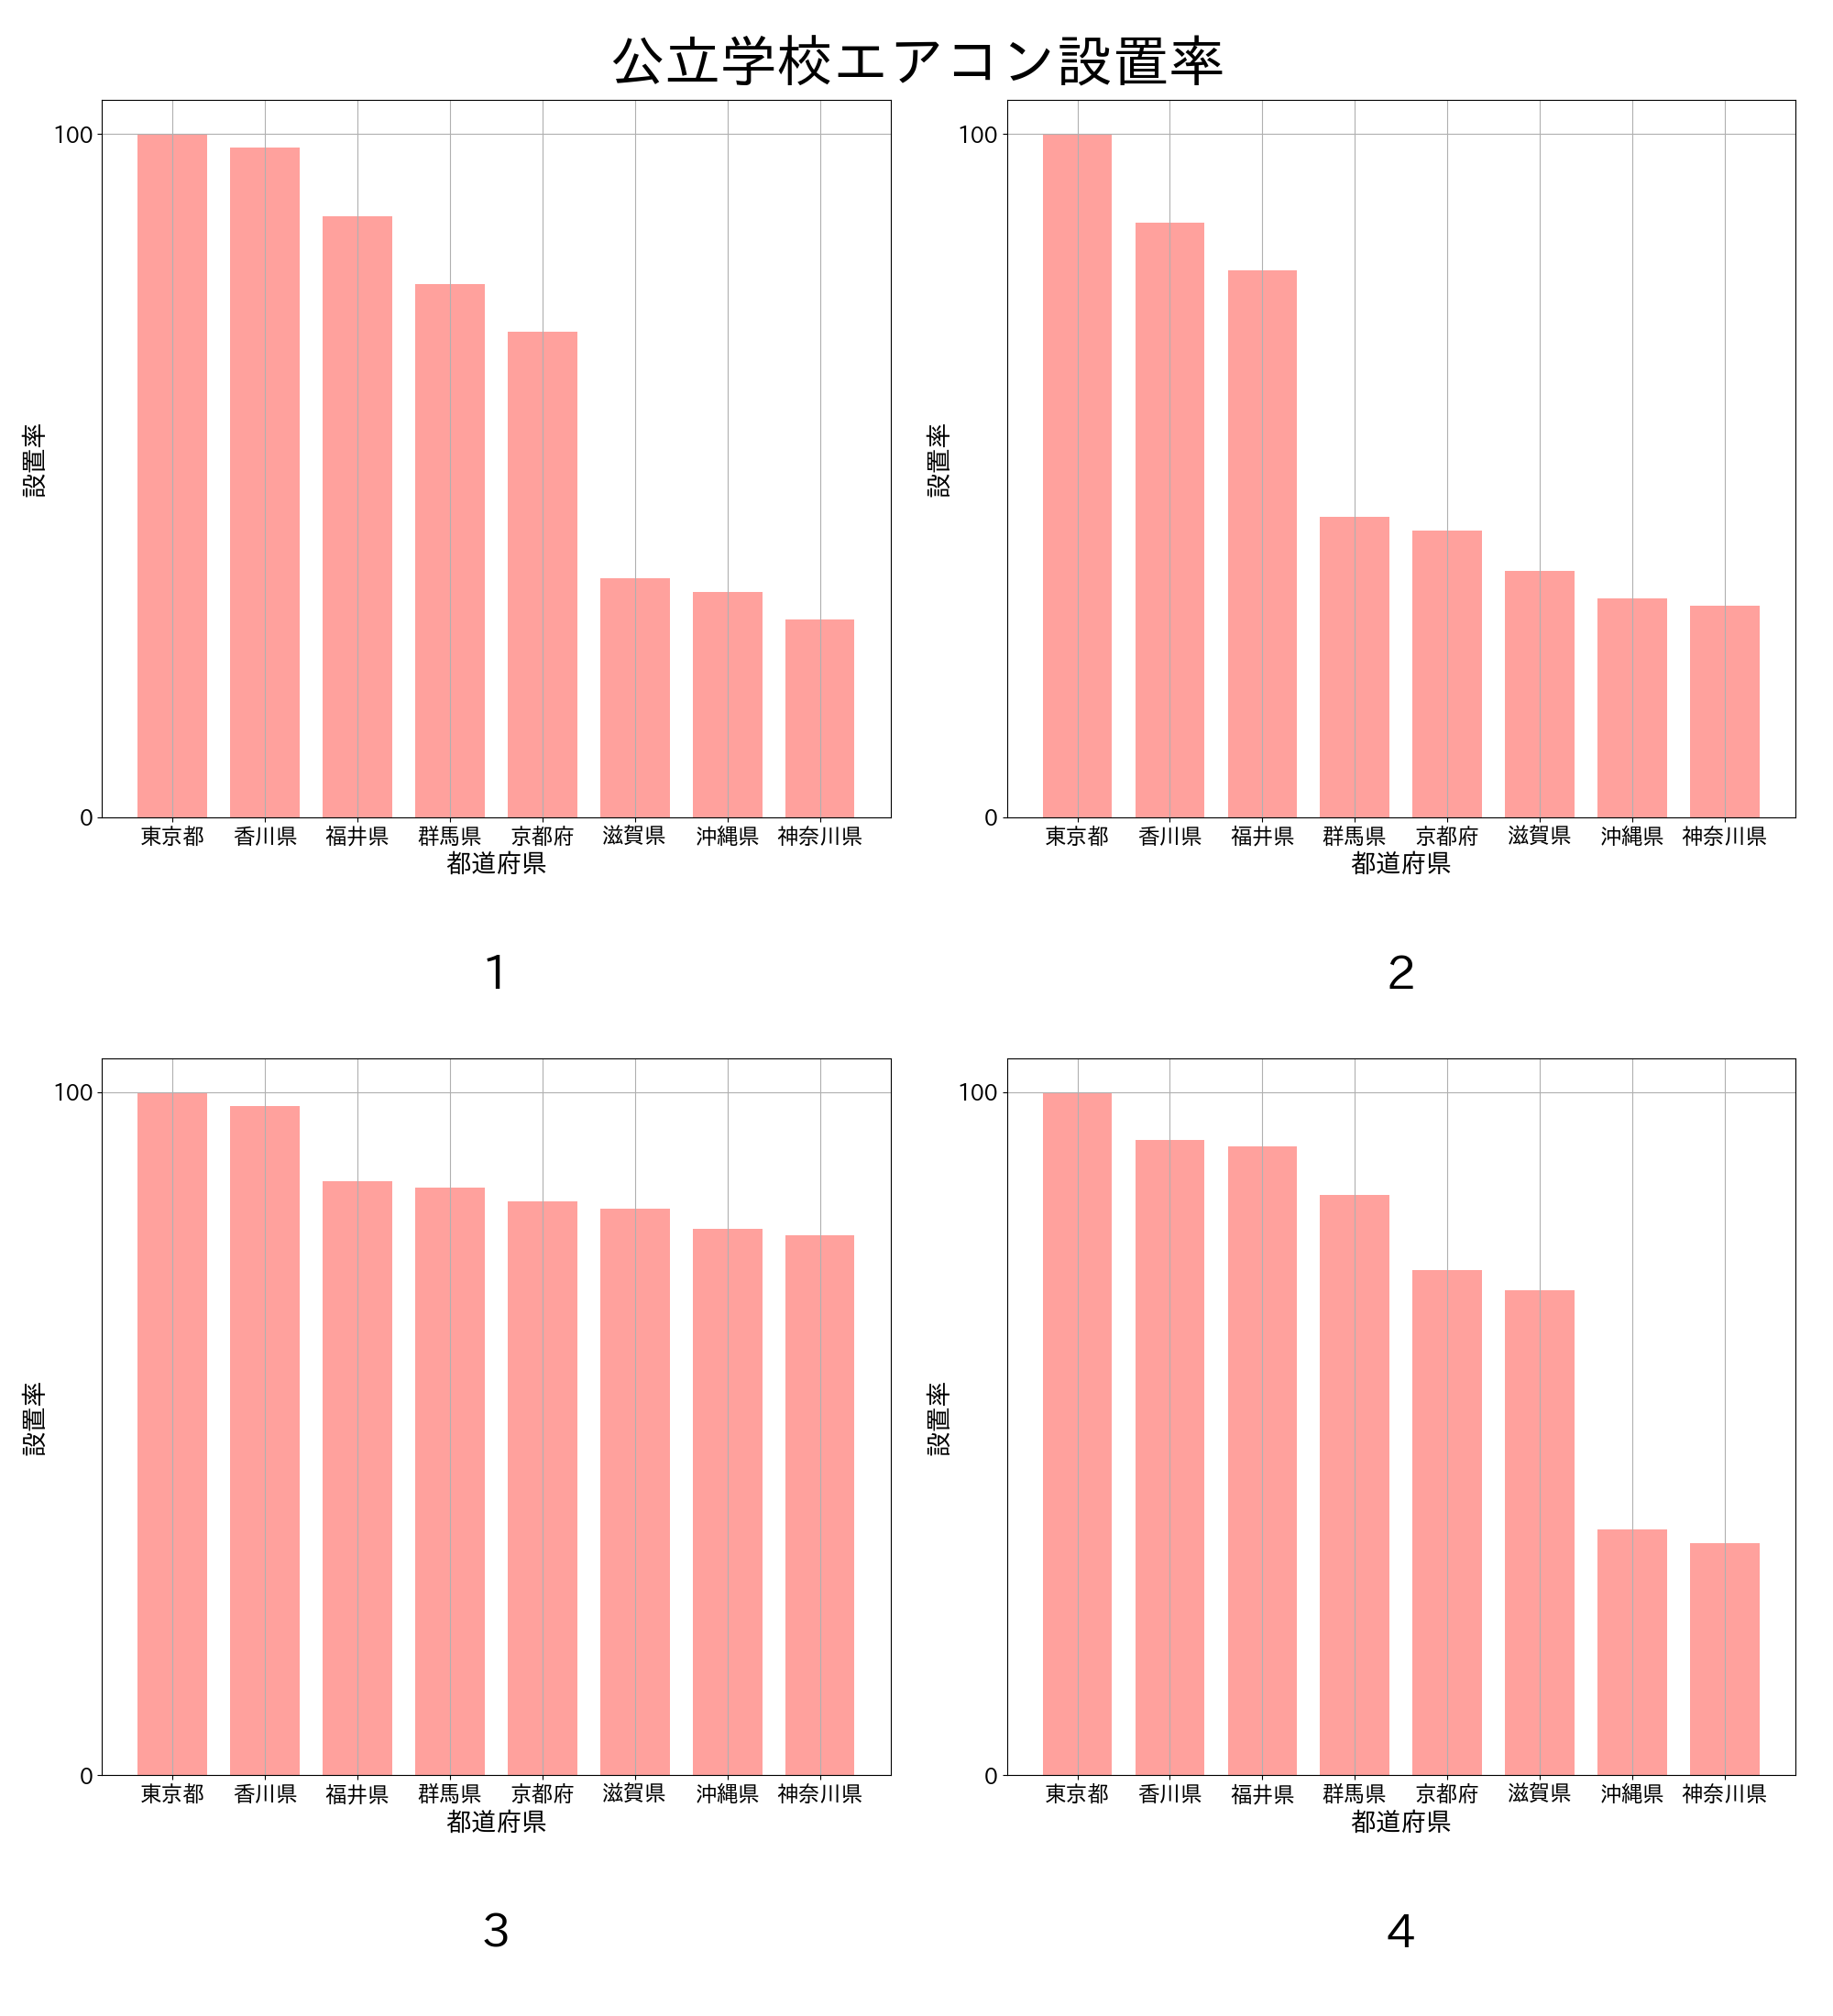 公立学校エアコン設置率
100
0
設置率
東京都 香川県 福井県 群馬県 京都府 滋賀県 沖縄県 神奈川県
都道府県
1
100
0
設置率
東京都 香川県 福井県 群馬県 京都府 滋賀県 沖縄県 神奈川県
都道府県
2
100
0
設置率
東京都 香川県 福井県 群馬県 京都府 滋賀県 沖縄県 神奈川県
都道府県
3
100
0
設置率
東京都 香川県 福井県 群馬県 京都府 滋賀県 沖縄県 神奈川県
都道府県
4